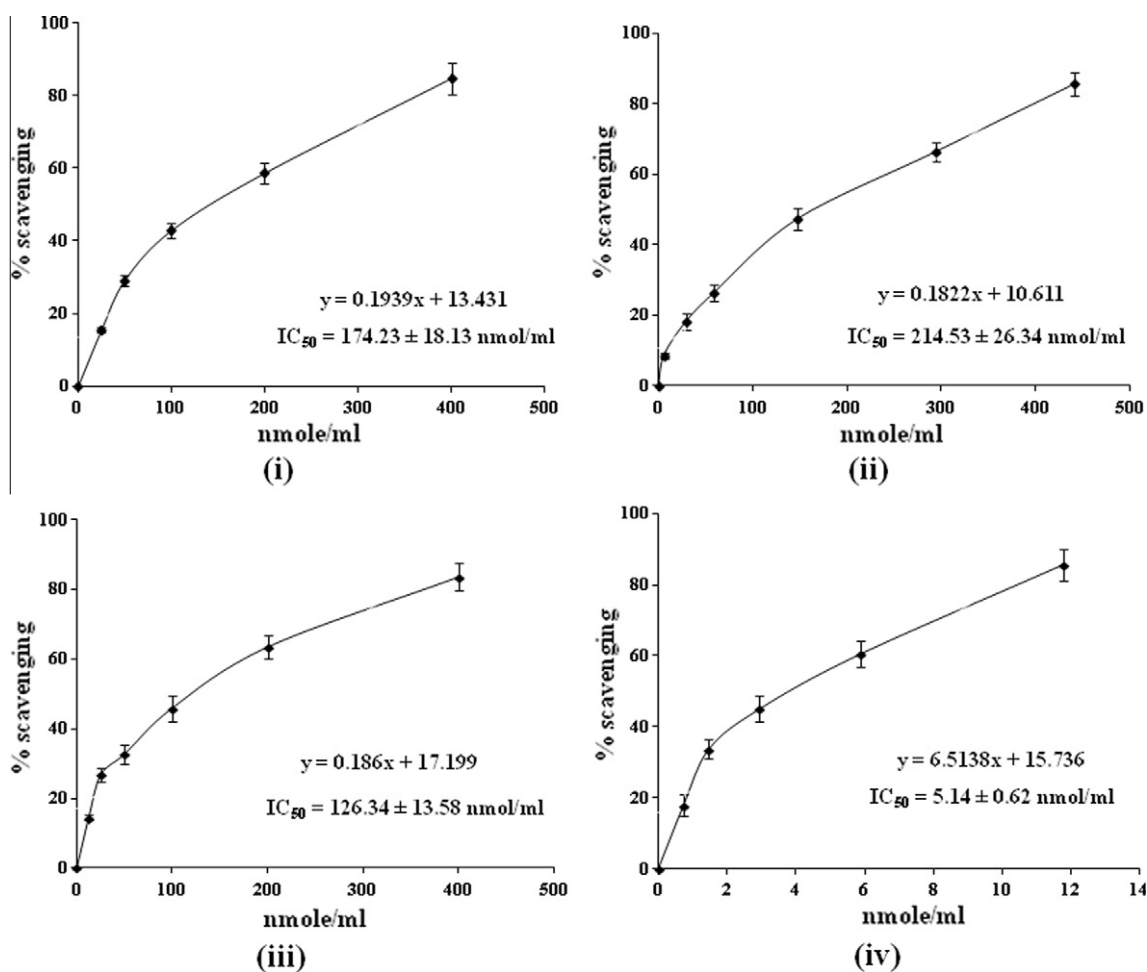 100
80
60
40
20
0
% scavenging
y = 0.1939x + 13.431
IC50 = 174.23 ± 18.13 nmol/ml
0 100 200 300 400 500
nmole/ml
(i)
100
80
60
40
20
0
% scavenging
y = 0.1822x + 10.611
IC50 = 214.53 ± 26.34 nmol/ml
0 100 200 300 400 500
nmole/ml
(ii)
100
80
60
40
20
0
% scavenging
y = 0.186x + 17.199
IC50 = 126.34 ± 13.58 nmol/ml
0 100 200 300 400 500
nmole/ml
(iii)
100
80
60
40
20
0
% scavenging
y = 6.5138x + 15.736
IC50 = 5.14 ± 0.62 nmol/ml
0 2 4 6 8 10 12 14
nmole/ml
(iv)